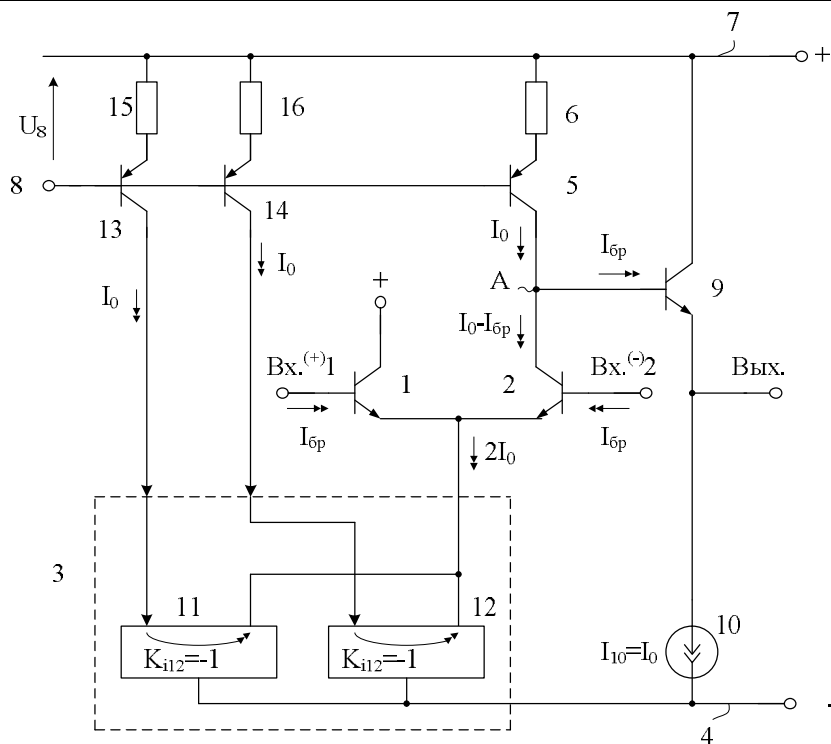 7
+
15
16
6
U₈
8
13
14
5
I₀
I₀
I₀
Iбр
A
9
+
I₀-Iбр
Вх.⁽⁺⁾1
1
2
Вх.⁽⁻⁾2
Вых.
Iбр
Iбр
2I₀
3
11
12
Kᵢ₁₂=-1
Kᵢ₁₂=-1
10
I₁₀=I₀
4
-